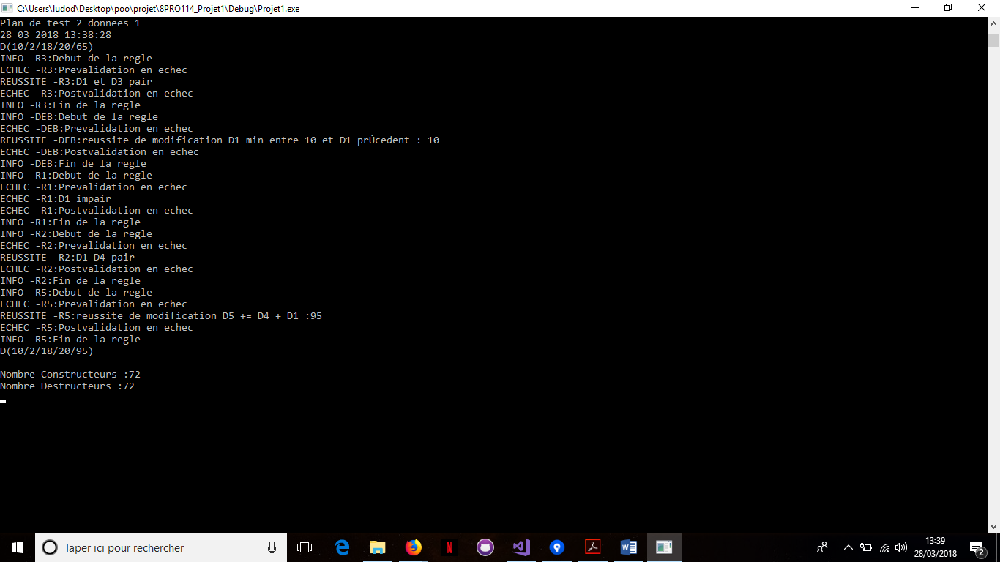 C:\Users\ludod\Desktop\poo\projet\8PRO114_Projet1\Debug\Projet1.exe
Plan de test 2 donnees 1
28 03 2018 13:38:28
D(10/2/18/20/65)
INFO -R3:Debut de la regle
ECHEC -R3:Prevalidation en echec
REUSSITE -R3:D1 et D3 pair
ECHEC -R3:Postvalidation en echec
INFO -R3:Fin de la regle
INFO -DEB:Debut de la regle
ECHEC -DEB:Prevalidation en echec
REUSSITE -DEB:reussite de modification D1 min entre 10 et D1 prÚcedent : 10
ECHEC -DEB:Postvalidation en echec
INFO -DEB:Fin de la regle
INFO -R1:Debut de la regle
ECHEC -R1:Prevalidation en echec
ECHEC -R1:D1 impair
ECHEC -R1:Postvalidation en echec
INFO -R1:Fin de la regle
INFO -R2:Debut de la regle
ECHEC -R2:Prevalidation en echec
REUSSITE -R2:D1-D4 pair
ECHEC -R2:Postvalidation en echec
INFO -R2:Fin de la regle
INFO -R5:Debut de la regle
ECHEC -R5:Prevalidation en echec
REUSSITE -R5:reussite de modification D5 += D4 + D1 :95
ECHEC -R5:Postvalidation en echec
INFO -R5:Fin de la regle
D(10/2/18/20/95)
Nombre Constructeurs :72
Nombre Destructeurs :72
Taper ici pour rechercher
13:39
28/03/2018
2